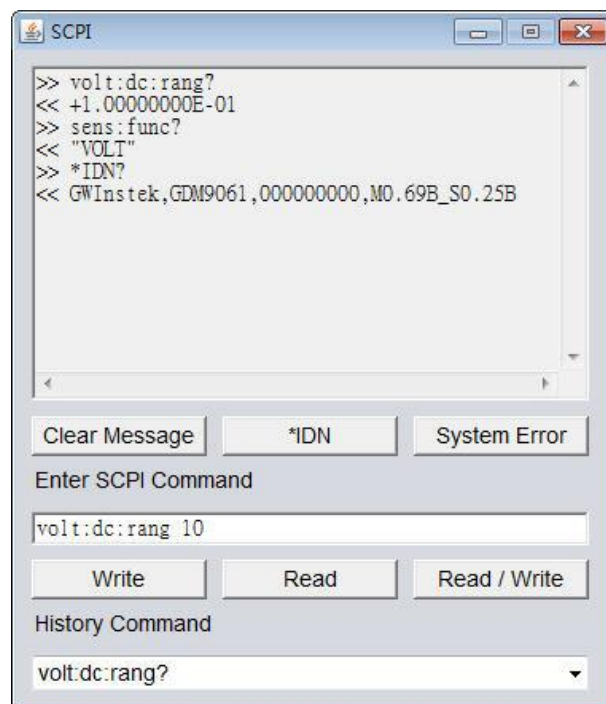 SCPI
>> volt:dc:rang?
<< +1.00000000E-01
>> sens:func?
<< "VOLT"
>> *IDN?
<< GWInstek,GDM9061,000000000,M0.69B_S0.25B
Clear Message
*IDN
System Error
Enter SCPI Command
volt:dc:rang 10
Write
Read
Read / Write
History Command
volt:dc:rang?